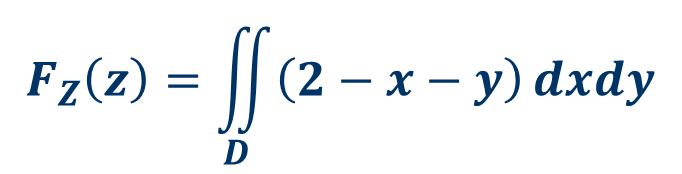 F_Z(z) = ∬_D (2 − x − y) dxdy